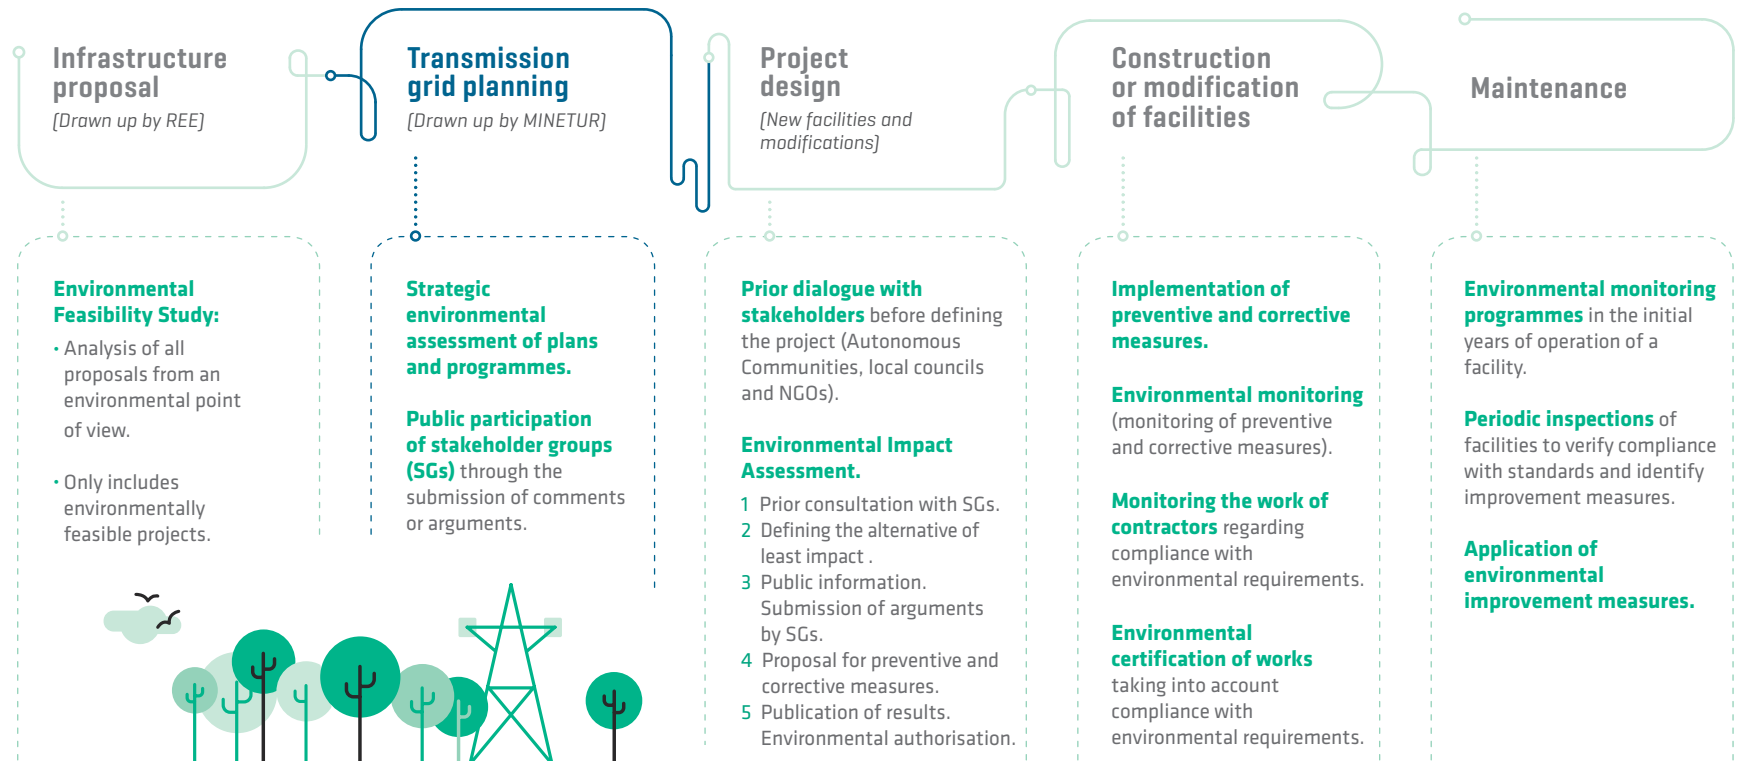 Infrastructure
proposal
(Drawn up by REE)
Transmission
grid planning
(Drawn up by MINETUR)
Project
design
(New facilities and
modifications)
Construction
or modification
of facilities
Maintenance
Environmental
Feasibility Study:
• Analysis of all
proposals from an
environmental point
of view.
• Only includes
environmentally
feasible projects.
Strategic
environmental
assessment of plans
and programmes.
Public participation
of stakeholder groups
(SGs) through the
submission of comments
or arguments.
Prior dialogue with
stakeholders before defining
the project (Autonomous
Communities, local councils
and NGOs).
Environmental Impact
Assessment.
1 Prior consultation with SGs.
2 Defining the alternative of
least impact .
3 Public information.
Submission of arguments
by SGs.
4 Proposal for preventive and
corrective measures.
5 Publication of results.
Environmental authorisation.
Implementation of
preventive and corrective
measures.
Environmental monitoring
(monitoring of preventive
and corrective measures).
Monitoring the work of
contractors regarding
compliance with
environmental requirements.
Environmental
certification of works
taking into account
compliance with
environmental requirements.
Environmental monitoring
programmes in the initial
years of operation of a
facility.
Periodic inspections of
facilities to verify compliance
with standards and identify
improvement measures.
Application of
environmental
improvement measures.